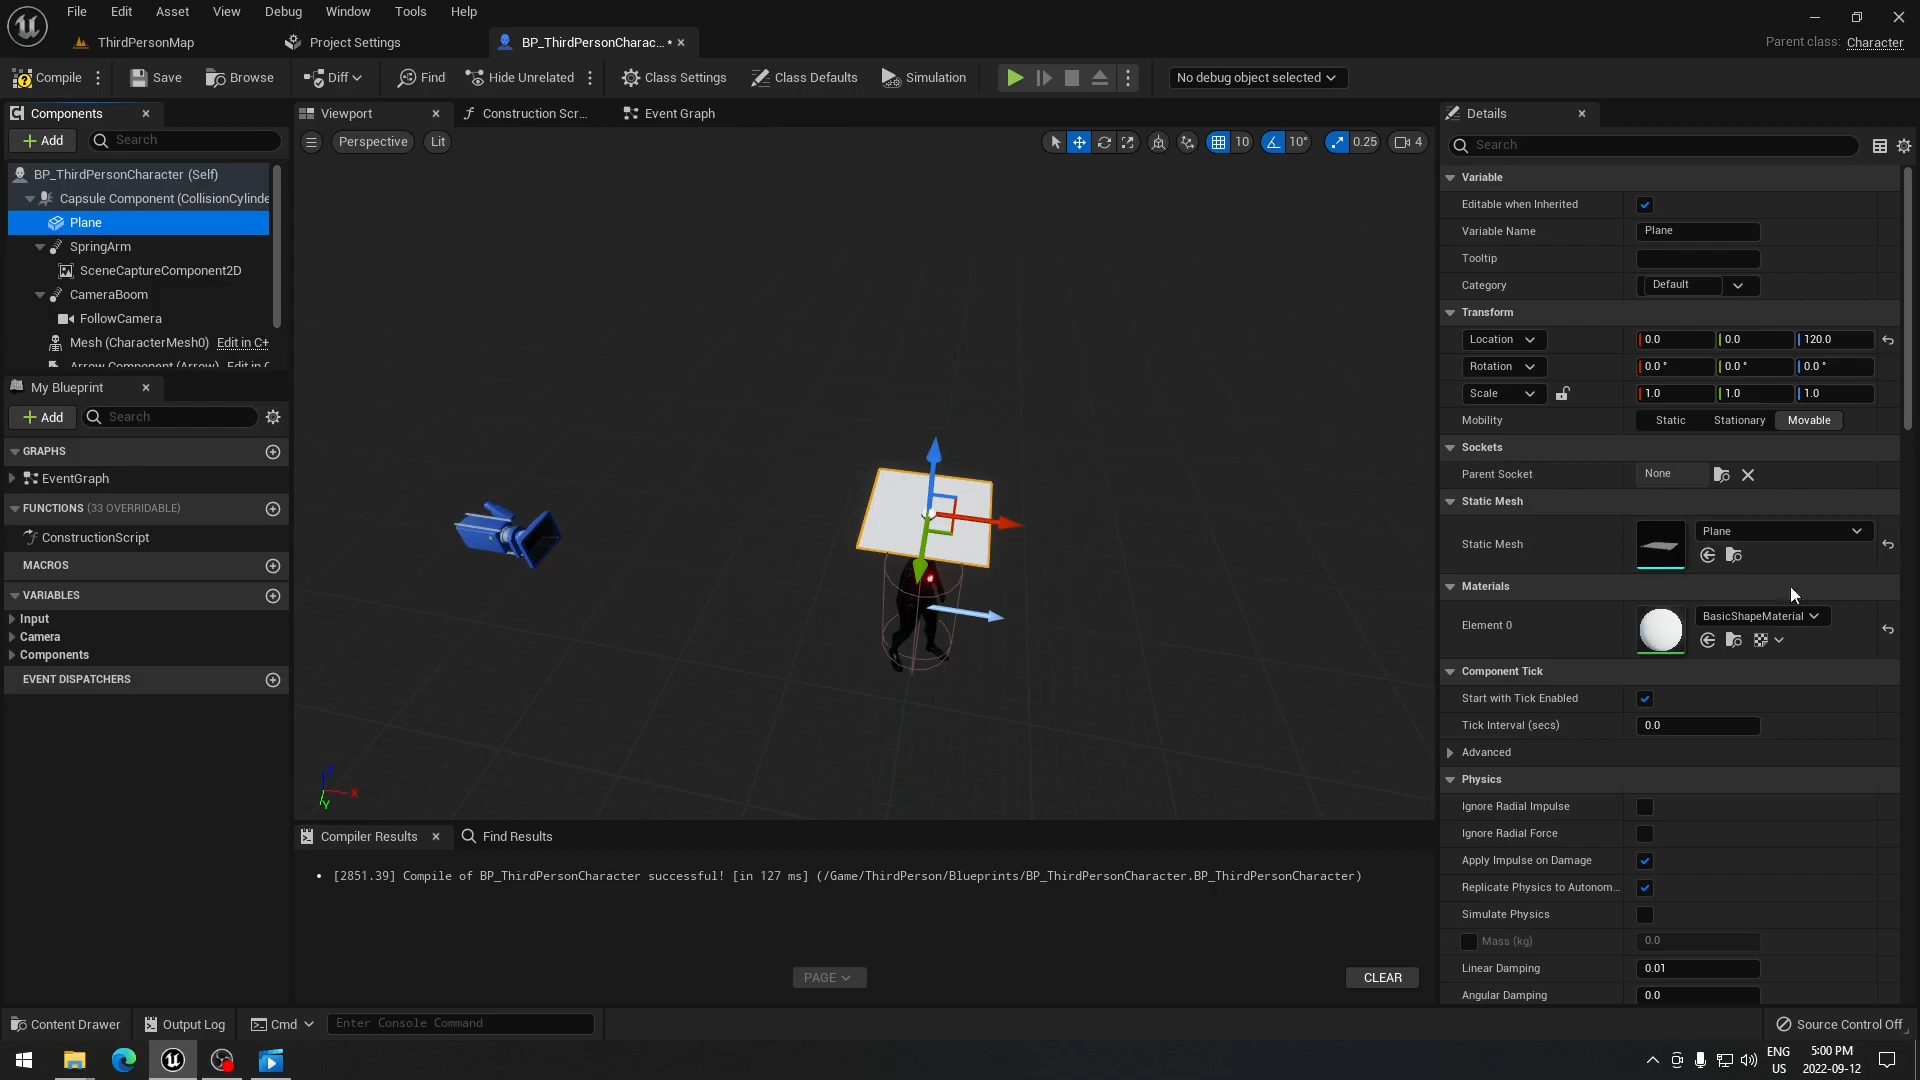 File Edit Asset View Debug Window Tools Help
ThirdPersonMap
Project Settings
BP_ThirdPersonCharac... *
Parent class: Character
Compile
Save
Browse
Diff
Find
Hide Unrelated
Class Settings
Class Defaults
Simulation
No debug object selected
Components
Add
Search
BP_ThirdPersonCharacter (Self)
Capsule Component (CollisionCylinde
Plane
SpringArm
SceneCaptureComponent2D
CameraBoom
FollowCamera
Mesh (CharacterMesh0) Edit in C+
Arrow Component (Arrow) Edit in C
My Blueprint
Add
Search
GRAPHS
EventGraph
FUNCTIONS (33 OVERRIDABLE)
ConstructionScript
MACROS
VARIABLES
Input
Camera
Components
EVENT DISPATCHERS
Viewport
Construction Scr...
Event Graph
Perspective
Lit
10
10°
0.25
4
Z
X
Y
Compiler Results
Find Results
[2851.39] Compile of BP_ThirdPersonCharacter successful! [in 127 ms] (/Game/ThirdPerson/Blueprints/BP_ThirdPersonCharacter.BP_ThirdPersonCharacter)
PAGE
CLEAR
Details
Search
Variable
Editable when Inherited
Variable Name Plane
Tooltip
Category Default
Transform
Location 0.0 0.0 120.0
Rotation 0.0 ° 0.0 ° 0.0 °
Scale 1.0 1.0 1.0
Mobility Static Stationary Movable
Sockets
Parent Socket None
Static Mesh
Static Mesh Plane
Materials
Element 0 BasicShapeMaterial
Component Tick
Start with Tick Enabled
Tick Interval (secs) 0.0
Advanced
Physics
Ignore Radial Impulse
Ignore Radial Force
Apply Impulse on Damage
Replicate Physics to Autonom...
Simulate Physics
Mass (kg) 0.0
Linear Damping 0.01
Angular Damping 0.0
Content Drawer
Output Log
Cmd
Enter Console Command
Source Control Off
ENG
US
5:00 PM
2022-09-12